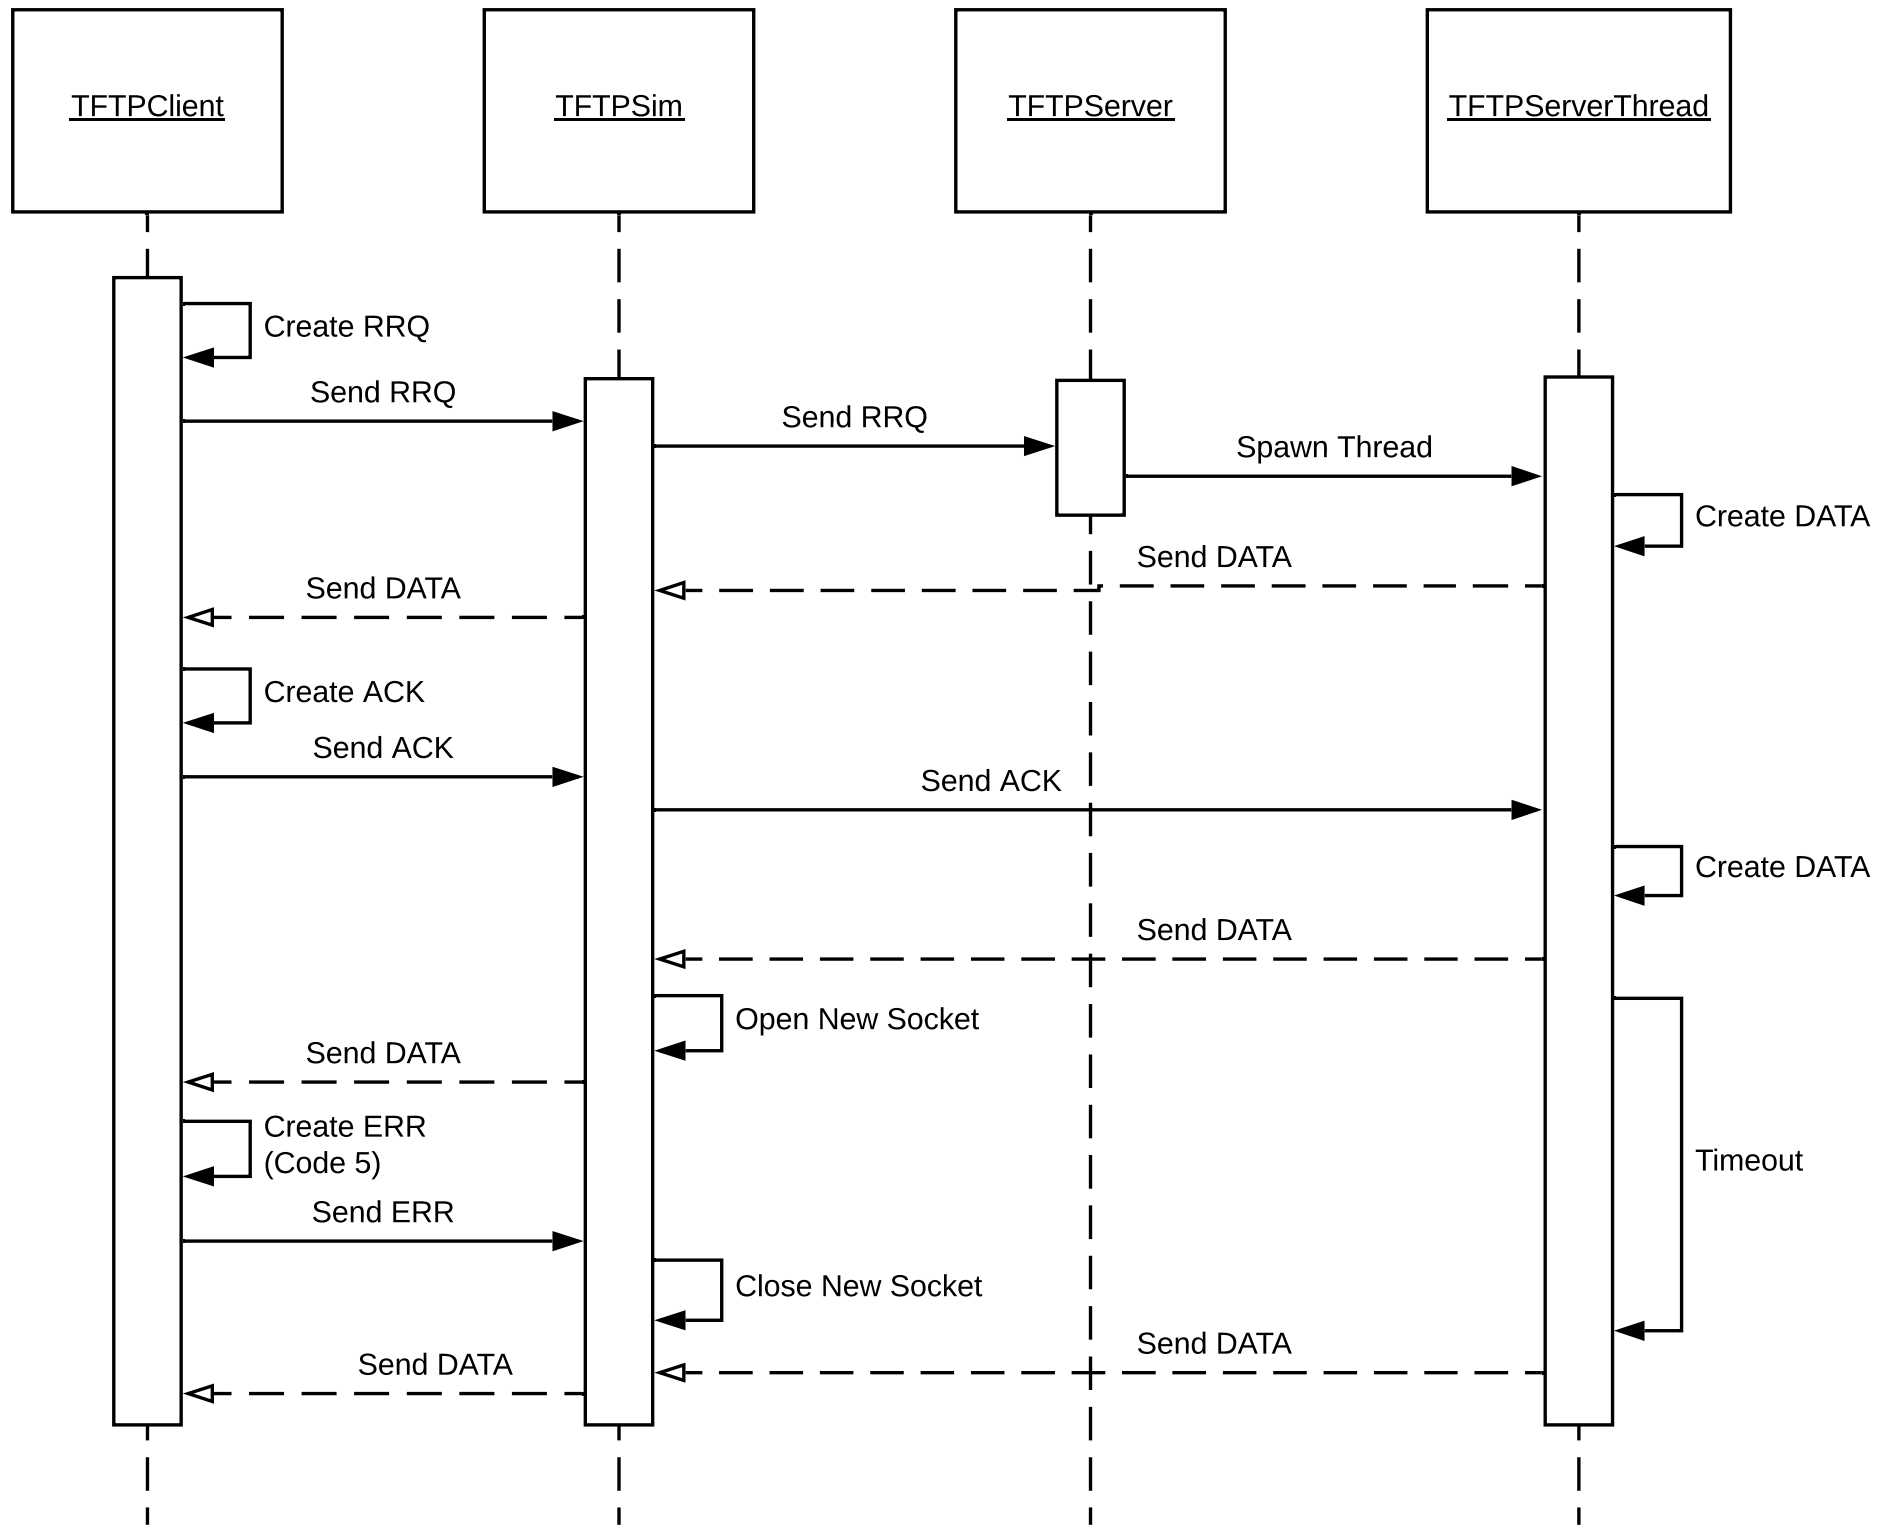 TFTPClient
TFTPSim
TFTPServer
TFTPServerThread
Create RRQ
Send RRQ
Send RRQ
Spawn Thread
Create DATA
Send DATA
Send DATA
Create ACK
Send ACK
Send ACK
Create DATA
Send DATA
Open New Socket
Send DATA
Create ERR
(Code 5)
Timeout
Send ERR
Close New Socket
Send DATA
Send DATA